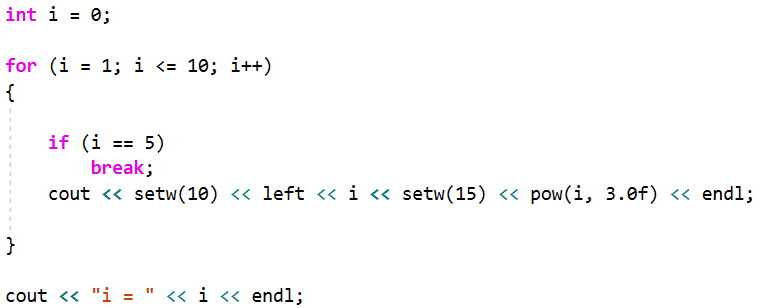 int i = 0;
for (i = 1; i <= 10; i++)
{
if (i == 5)
break;
cout << setw(10) << left << i << setw(15) << pow(i, 3.0f) << endl;
}
cout << "i = " << i << endl;